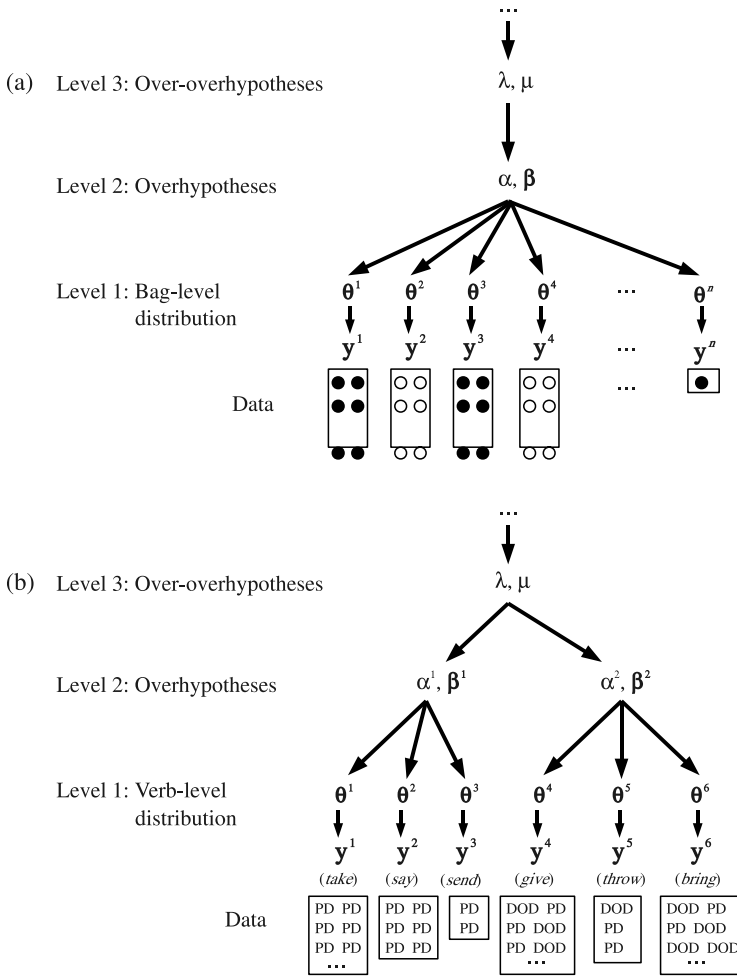 ...
(a) Level 3: Over-overhypotheses λ, μ
Level 2: Overhypotheses α, β
Level 1: Bag-level distribution θ¹ θ² θ³ θ⁴ ... θⁿ
y¹ y² y³ y⁴ ... yⁿ
Data ...
...
(b) Level 3: Over-overhypotheses λ, μ
Level 2: Overhypotheses α¹, β¹ α², β²
Level 1: Verb-level distribution θ¹ θ² θ³ θ⁴ θ⁵ θ⁶
y¹ y² y³ y⁴ y⁵ y⁶
(take) (say) (send) (give) (throw) (bring)
Data
PD PD PD PD PD DOD PD DOD DOD PD
PD PD PD PD PD PD DOD PD PD DOD
PD PD PD PD PD DOD PD DOD DOD
... ... ...